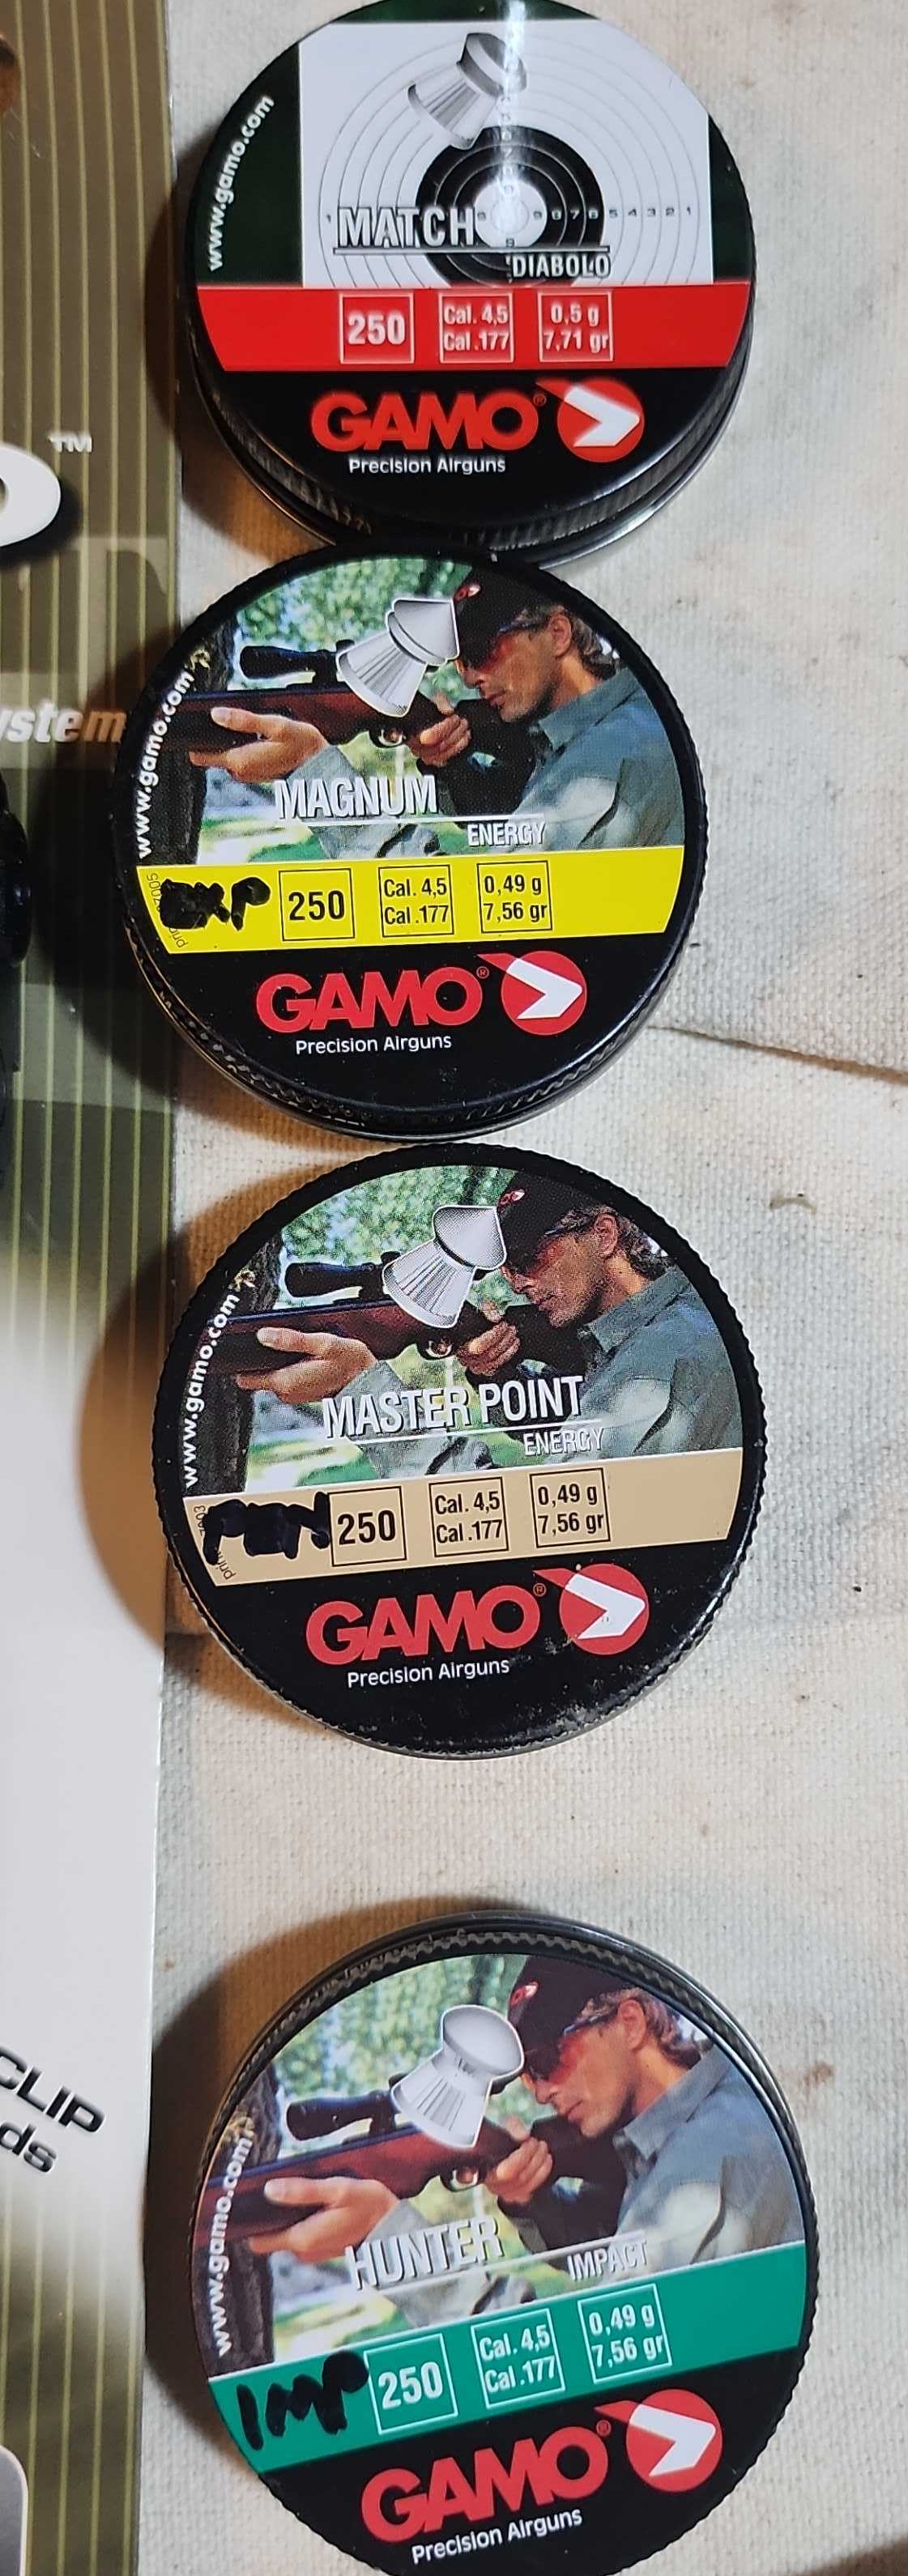 www.gamo.com
MATCH
DIABOLO
250
Cal. 4,5
Cal .177
0,5 g
7,71 gr
GAMO®
Precision Airguns
TM
ystem
www.gamo.com
MAGNUM
ENERGY
250
Cal. 4,5
Cal .177
0,49 g
7,56 gr
GAMO®
Precision Airguns
www.gamo.com
MASTER POINT
ENERGY
250
Cal. 4,5
Cal .177
0,49 g
7,56 gr
GAMO®
Precision Airguns
CLIP
ds
www.gamo.com
HUNTER
IMPACT
IMP
250
Cal. 4,5
Cal .177
0,49 g
7,56 gr
GAMO®
Precision Airguns